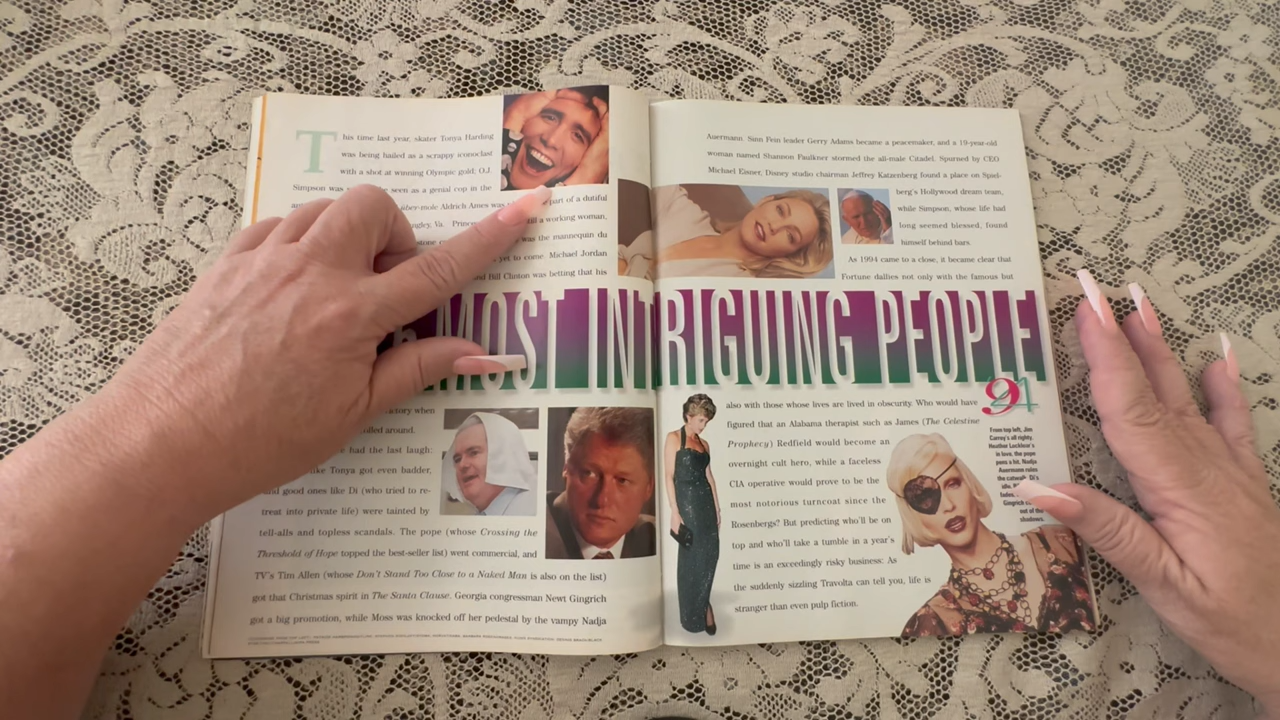 This time last year, skater Tonya Harding
was being hailed as a scrappy iconoclast
with a shot at winning Olympic gold. O.J.
Simpson was seen as a genial cop in the
über-mole Aldrich Ames was part of a dutiful
ngley, Va. Prince till a working woman,
stone was the mannequin du
yet to come. Michael Jordan
and Bill Clinton was betting that his
MOST INTRIGUING PEOPLE
94
ctory when
olled around.
had the last laugh:
like Tonya got even badder,
and good ones like Di (who tried to re-
treat into private life) were tainted by
tell-alls and topless scandals. The pope (whose Crossing the
Threshold of Hope topped the best-seller list) went commercial, and
TV's Tim Allen (whose Don't Stand Too Close to a Naked Man is also on the list)
got that Christmas spirit in The Santa Clause. Georgia congressman Newt Gingrich
got a big promotion, while Moss was knocked off her pedestal by the vampy Nadja
Auermann. Sinn Fein leader Gerry Adams became a peacemaker, and a 19-year-old
woman named Shannon Faulkner stormed the all-male Citadel. Spurned by CEO
Michael Eisner, Disney studio chairman Jeffrey Katzenberg found a place on Spiel-
berg's Hollywood dream team,
while Simpson, whose life had
long seemed blessed, found
himself behind bars.
As 1994 came to a close, it became clear that
Fortune dallies not only with the famous but
also with those whose lives are lived in obscurity. Who would have
figured that an Alabama therapist such as James (The Celestine
Prophecy) Redfield would become an
overnight cult hero, while a faceless
CIA operative would prove to be the
most notorious turncoat since the
Rosenbergs? But predicting who'll be on
top and who'll take a tumble in a year's
time is an exceedingly risky business: As
the suddenly sizzling Travolta can tell you, life is
stranger than even pulp fiction.
From top left, Jim
Carrey's all righty,
Heather Locklear's
in love, the pope
pens a hit, Nadja
Auermann rules
the catwalk, Di's
idle,
fades,
Gingrich
out of the
shadows.